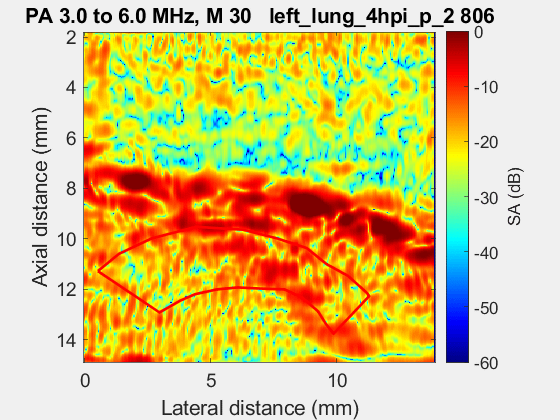 PA 3.0 to 6.0 MHz, M 30 left_lung_4hpi_p_2 806
2
4
6
8
10
12
14
Axial distance (mm)
0 5 10
Lateral distance (mm)
0
-10
-20
-30
-40
-50
-60
SA (dB)